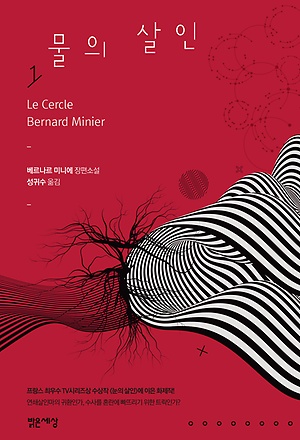 물의 살인
1
Le Cercle
Bernard Minier
베르나르 미니에 장편소설
성귀수 옮김
프랑스 최우수 TV시리즈상 수상작 《눈의 살인》에 이은 화제작!
연쇄살인마의 귀환인가, 수사를 혼란에 빠뜨리기 위한 트릭인가?
밝은세상